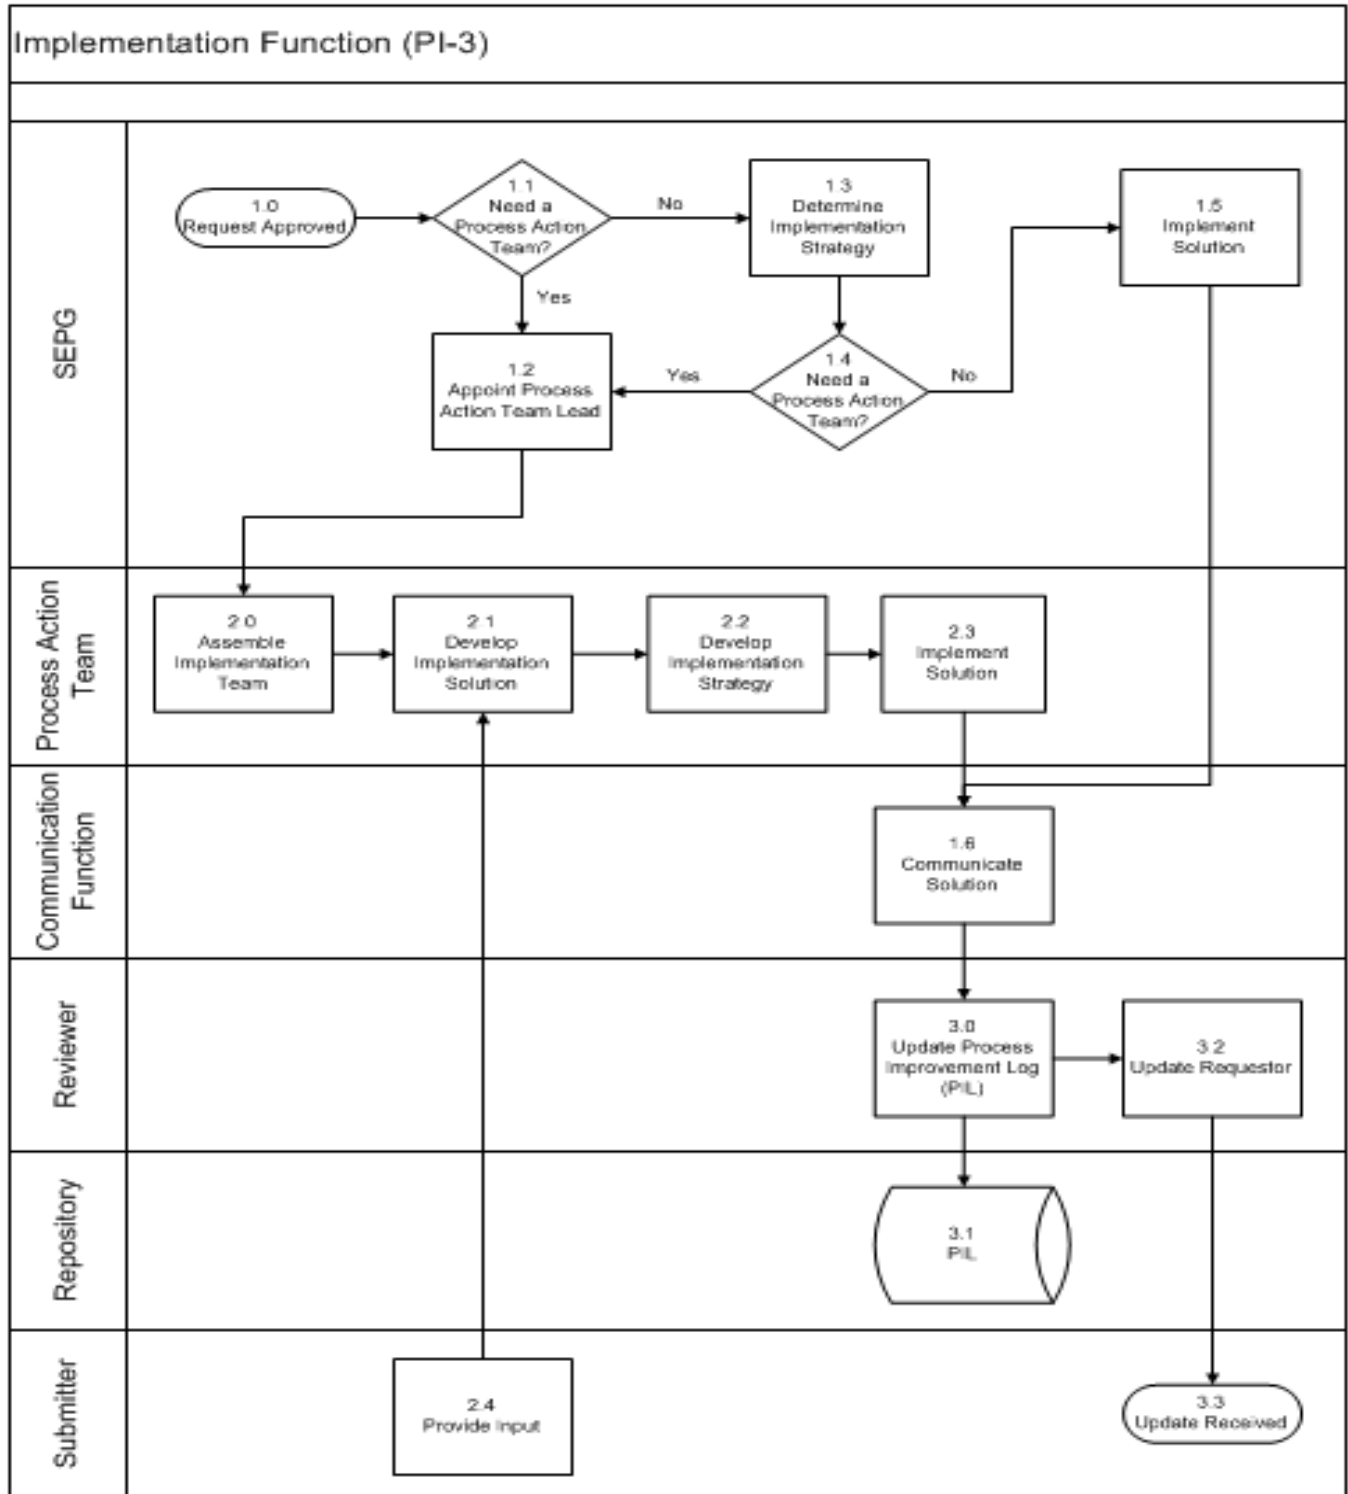 Implementation Function (PI-3)
SEPG
1.0
Request Approved
1.1
Need a
Process Action
Team?
No
Yes
1.3
Determine
Implementation
Strategy
1.5
Implement
Solution
1.2
Appoint Process
Action Team Lead
Yes
1.4
Need a
Process Action
Team?
No
Process Action
Team
2.0
Assemble
Implementation
Team
2.1
Develop
Implementation
Solution
2.2
Develop
Implementation
Strategy
2.3
Implement
Solution
Communication
Function
1.6
Communicate
Solution
Reviewer
3.0
Update Process
Improvement Log
(PIL)
3.2
Update Requestor
Repository
3.1
PIL
Submitter
2.4
Provide Input
3.3
Update Received